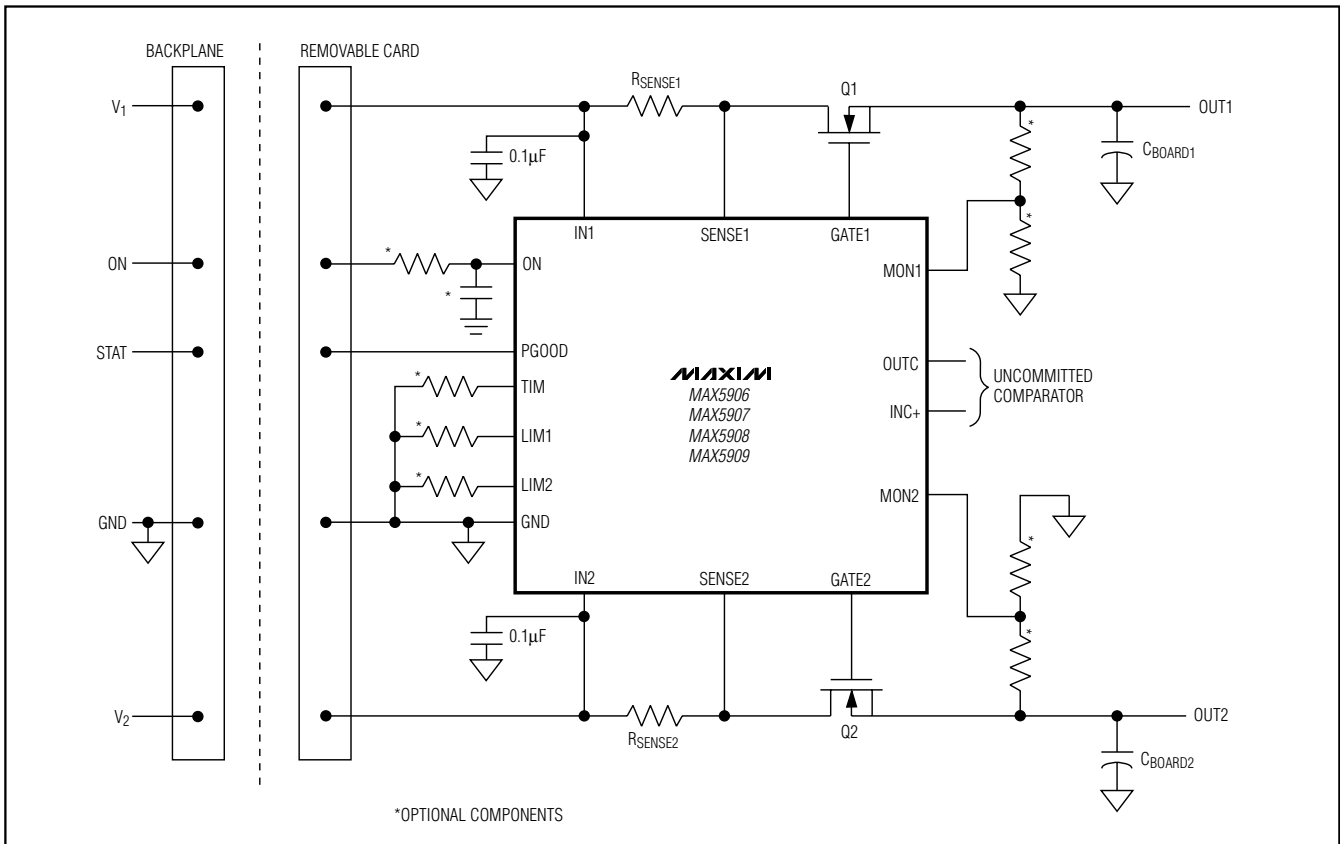 BACKPLANE
REMOVABLE CARD
V1
RSENSE1
Q1
OUT1
*
CBOARD1
0.1μF
*
IN1
SENSE1
GATE1
ON
*
ON
MON1
*
STAT
PGOOD
OUTC
UNCOMMITTED
COMPARATOR
INC+
MAXIM
MAX5906
MAX5907
MAX5908
MAX5909
*
TIM
*
LIM1
*
LIM2
MON2
GND
GND
*
IN2
SENSE2
GATE2
0.1μF
*
V2
RSENSE2
Q2
OUT2
CBOARD2
*OPTIONAL COMPONENTS